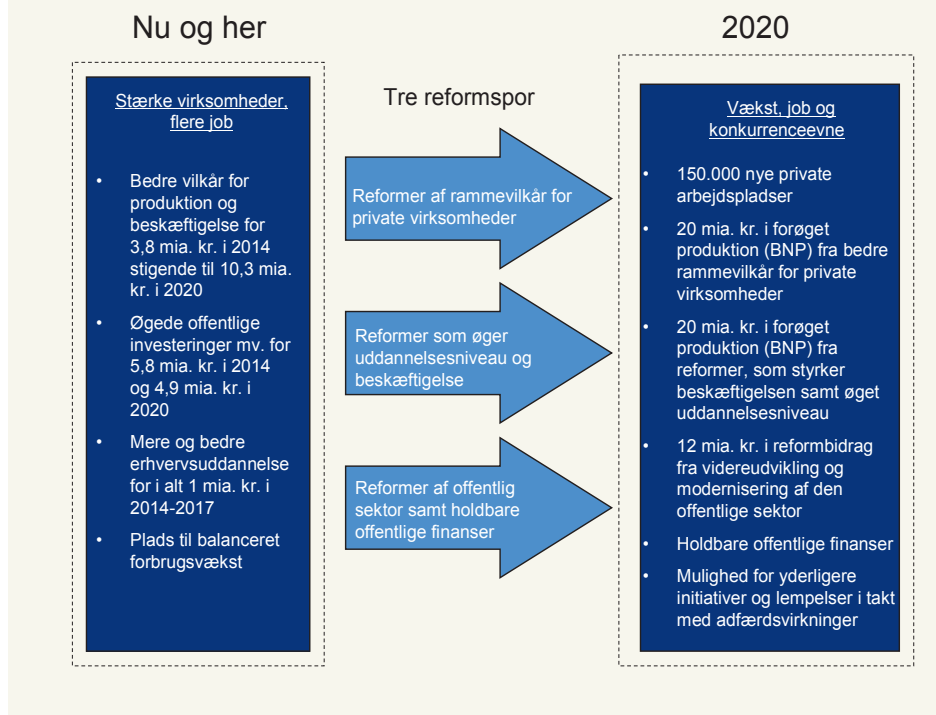 Nu og her
Stærke virksomheder,
flere job
• Bedre vilkår for
produktion og
beskæftigelse for
3,8 mia. kr. i 2014
stigende til 10,3 mia.
kr. i 2020
• Øgede offentlige
investeringer mv. for
5,8 mia. kr. i 2014
og 4,9 mia. kr. i
2020
• Mere og bedre
erhvervsuddannelse
for i alt 1 mia. kr. i
2014-2017
• Plads til balanceret
forbrugsvækst
Tre reformspor
Reformer af rammevilkår for
private virksomheder
Reformer som øger
uddannelsesniveau og
beskæftigelse
Reformer af offentlig
sektor samt holdbare
offentlige finanser
2020
Vækst, job og
konkurrenceevne
• 150.000 nye private
arbejdspladser
• 20 mia. kr. i forøget
produktion (BNP) fra bedre
rammevilkår for private
virksomheder
• 20 mia. kr. i forøget
produktion (BNP) fra
reformer, som styrker
beskæftigelsen samt øget
uddannelsesniveau
• 12 mia. kr. i reformbidrag
fra videreudvikling og
modernisering af den
offentlige sektor
• Holdbare offentlige finanser
• Mulighed for yderligere
initiativer og lempelser i takt
med adfærdsvirkninger